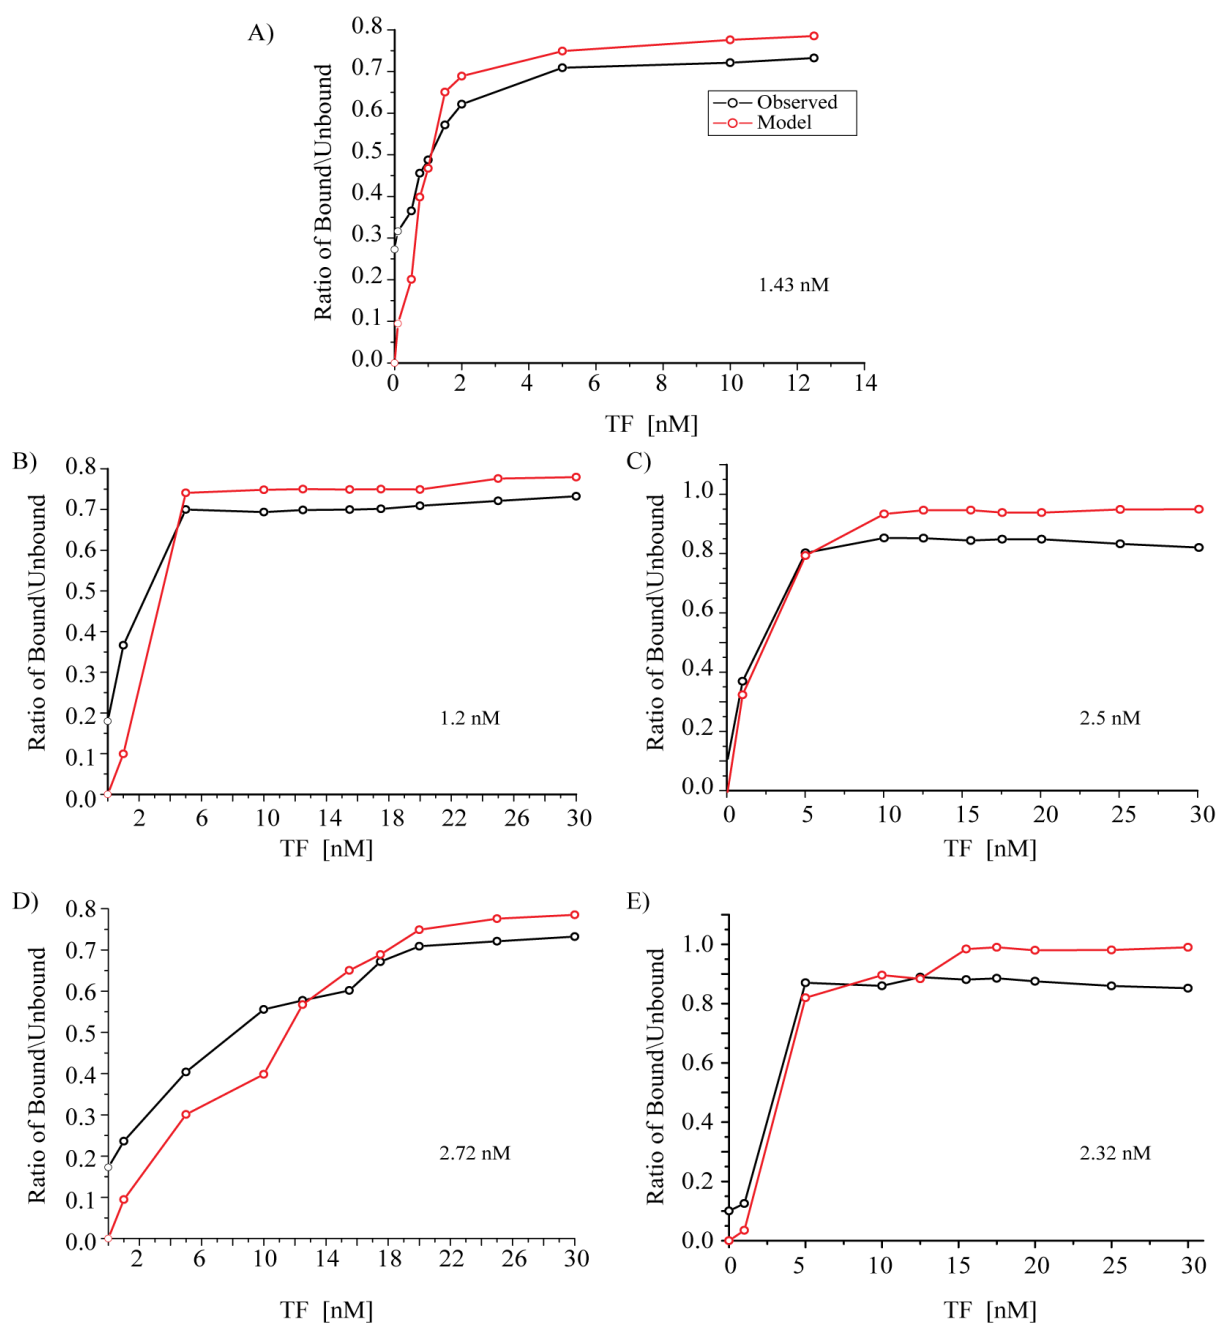 A)
0.8
0.7
0.6
0.5
0.4
0.3
0.2
0.1
0.0
Ratio of Bound\Unbound
Observed
Model
1.43 nM
0 2 4 6 8 10 12 14
TF [nM]
B)
0.8
0.7
0.6
0.5
0.4
0.3
0.2
0.1
0.0
Ratio of Bound\Unbound
1.2 nM
2 6 10 14 18 22 26 30
TF [nM]
C)
1.0
0.8
0.6
0.4
0.2
0.0
Ratio of Bound\Unbound
2.5 nM
0 5 10 15 20 25 30
TF [nM]
D)
0.8
0.7
0.6
0.5
0.4
0.3
0.2
0.1
0.0
Ratio of Bound\Unbound
2.72 nM
2 6 10 14 18 22 26 30
TF [nM]
E)
1.0
0.8
0.6
0.4
0.2
0.0
Ratio of Bound\Unbound
2.32 nM
0 5 10 15 20 25 30
TF [nM]